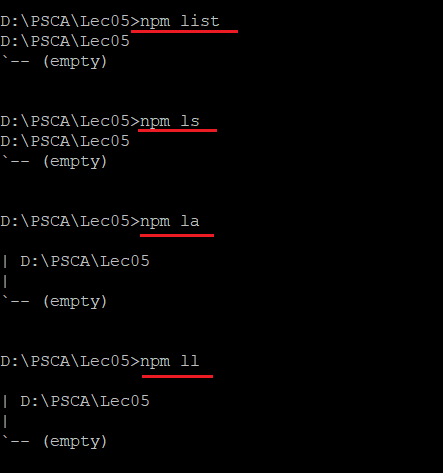 D:\PSCA\Lec05>npm list
D:\PSCA\Lec05
`-- (empty)
D:\PSCA\Lec05>npm ls
D:\PSCA\Lec05
`-- (empty)
D:\PSCA\Lec05>npm la
| D:\PSCA\Lec05
|
`-- (empty)
D:\PSCA\Lec05>npm ll
| D:\PSCA\Lec05
|
`-- (empty)